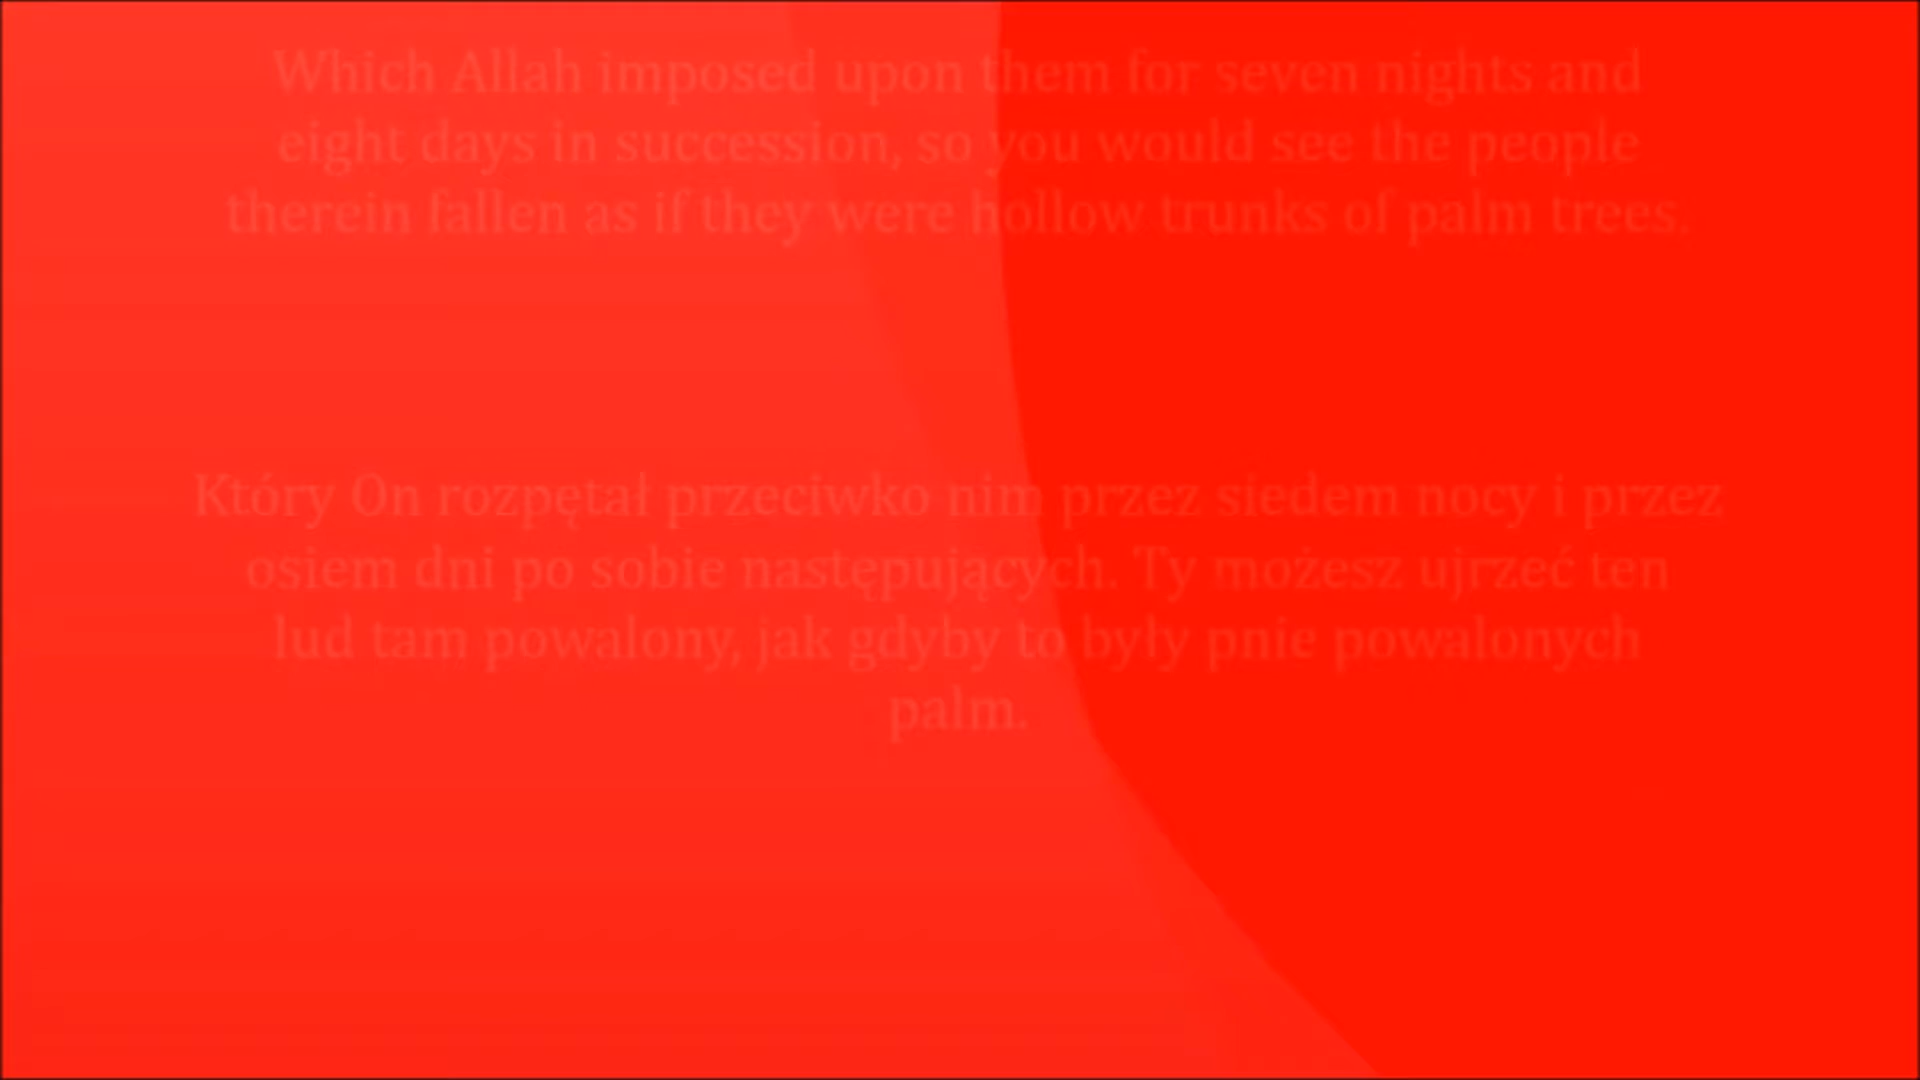 Which Allah imposed upon them for seven nights and
eight days in succession, so you would see the people
therein fallen as if they were hollow trunks of palm trees.
Który On rozpętał przeciwko nim przez siedem nocy i przez
osiem dni po sobie następujących. Ty możesz ujrzeć ten
lud tam powalony, jak gdyby to były pnie powalonych
palm.